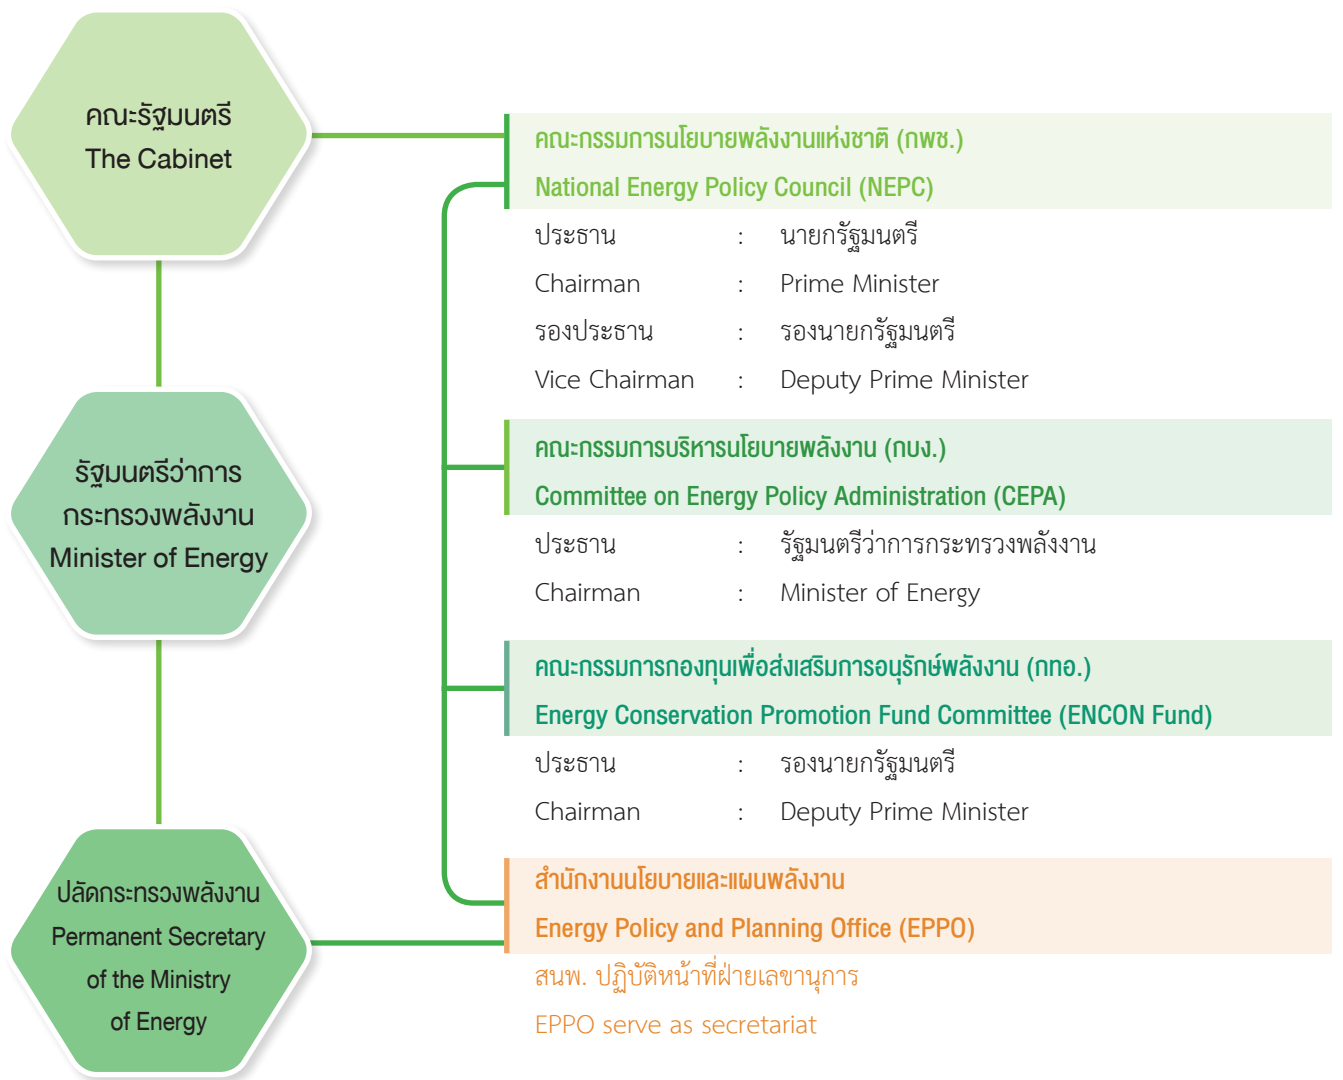 คณะรัฐมนตรี
The Cabinet
คณะกรรมการนโยบายพลังงานแห่งชาติ (กพช.)
National Energy Policy Council (NEPC)
ประธาน : นายกรัฐมนตรี
Chairman : Prime Minister
รองประธาน : รองนายกรัฐมนตรี
Vice Chairman : Deputy Prime Minister
รัฐมนตรีว่าการ
กระทรวงพลังงาน
Minister of Energy
คณะกรรมการบริหารนโยบายพลังงาน (กบง.)
Committee on Energy Policy Administration (CEPA)
ประธาน : รัฐมนตรีว่าการกระทรวงพลังงาน
Chairman : Minister of Energy
คณะกรรมการกองทุนเพื่อส่งเสริมการอนุรักษ์พลังงาน (กทอ.)
Energy Conservation Promotion Fund Committee (ENCON Fund)
ประธาน : รองนายกรัฐมนตรี
Chairman : Deputy Prime Minister
ปลัดกระทรวงพลังงาน
Permanent Secretary
of the Ministry
of Energy
สำนักงานนโยบายและแผนพลังงาน
Energy Policy and Planning Office (EPPO)
สนพ. ปฏิบัติหน้าที่ฝ่ายเลขานุการ
EPPO serve as secretariat